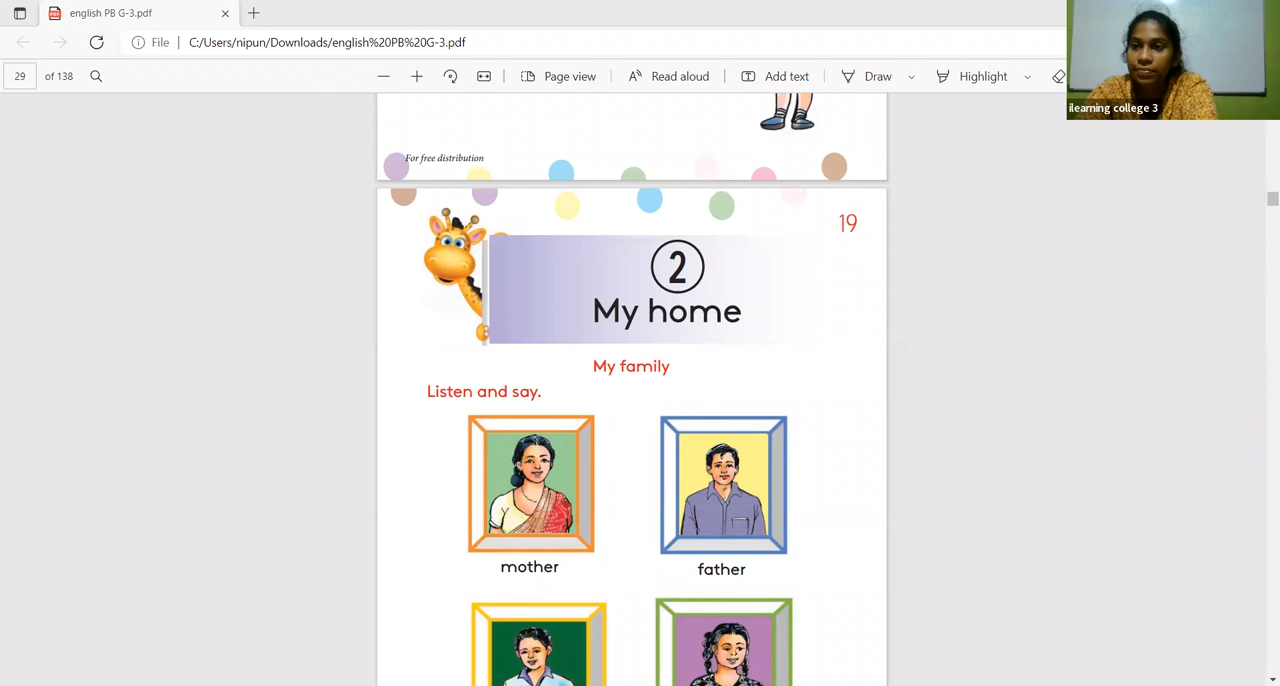 english PB G-3.pdf
File | C:/Users/nipun/Downloads/english%20PB%20G-3.pdf
29 of 138
Page view
Read aloud
Add text
Draw
Highlight
ilearning college 3
For free distribution
19
2
My home
My family
Listen and say.
mother father